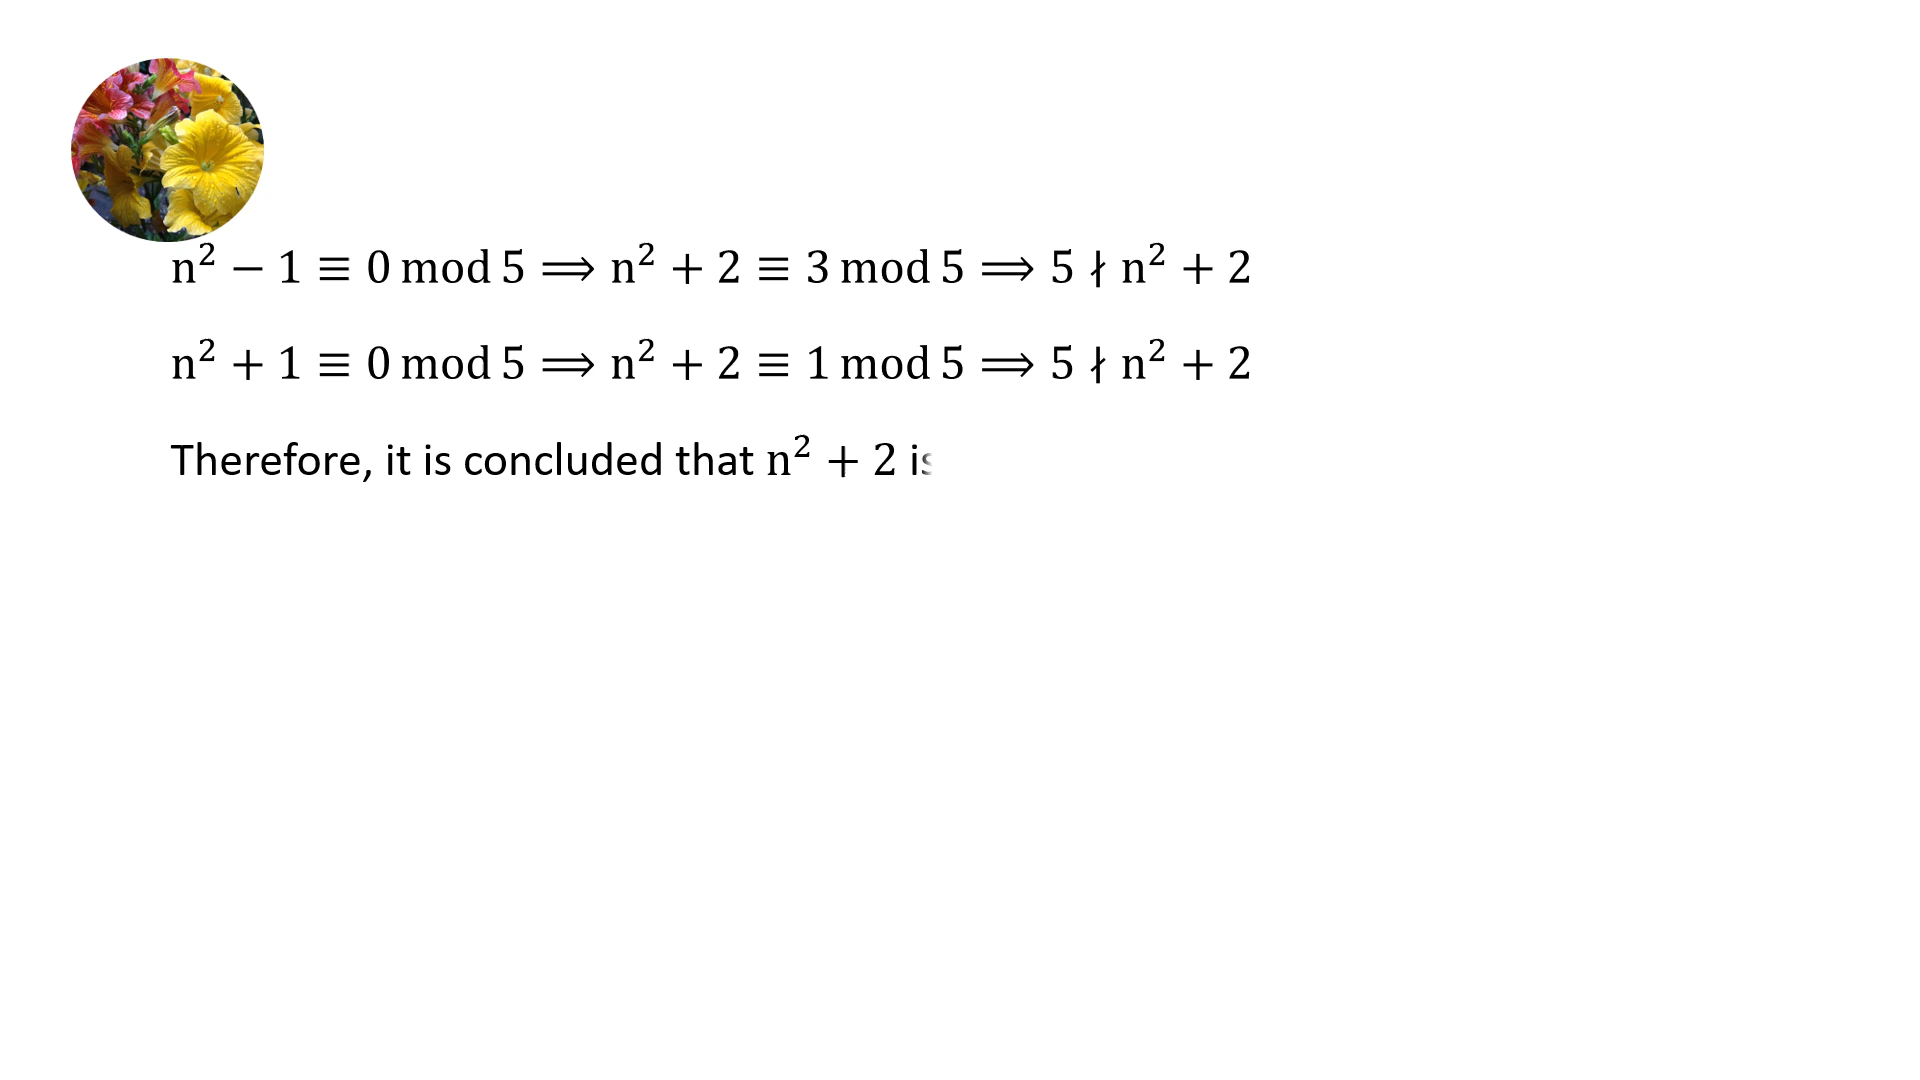 n² − 1 ≡ 0 mod 5 ⟹ n² + 2 ≡ 3 mod 5 ⟹ 5 ∤ n² + 2
n² + 1 ≡ 0 mod 5 ⟹ n² + 2 ≡ 1 mod 5 ⟹ 5 ∤ n² + 2
Therefore, it is concluded that n² + 2 is